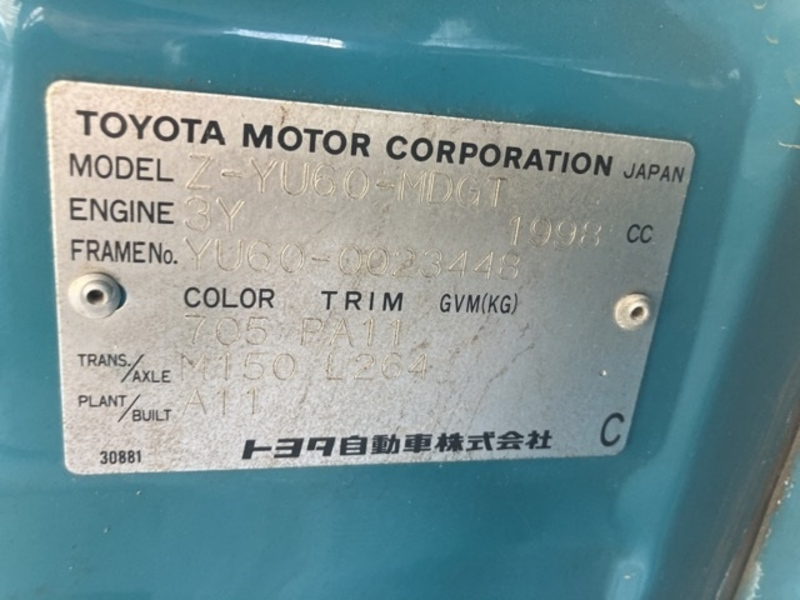 TOYOTA MOTOR CORPORATION JAPAN
MODEL Z-YU60-MDGT
ENGINE 3Y 1998 CC
FRAME No. YU60-0023448
COLOR TRIM GVM(KG)
705 PA11
TRANS./AXLE M150 L264
PLANT/BUILT A11
30881 トヨタ自動車株式会社 C